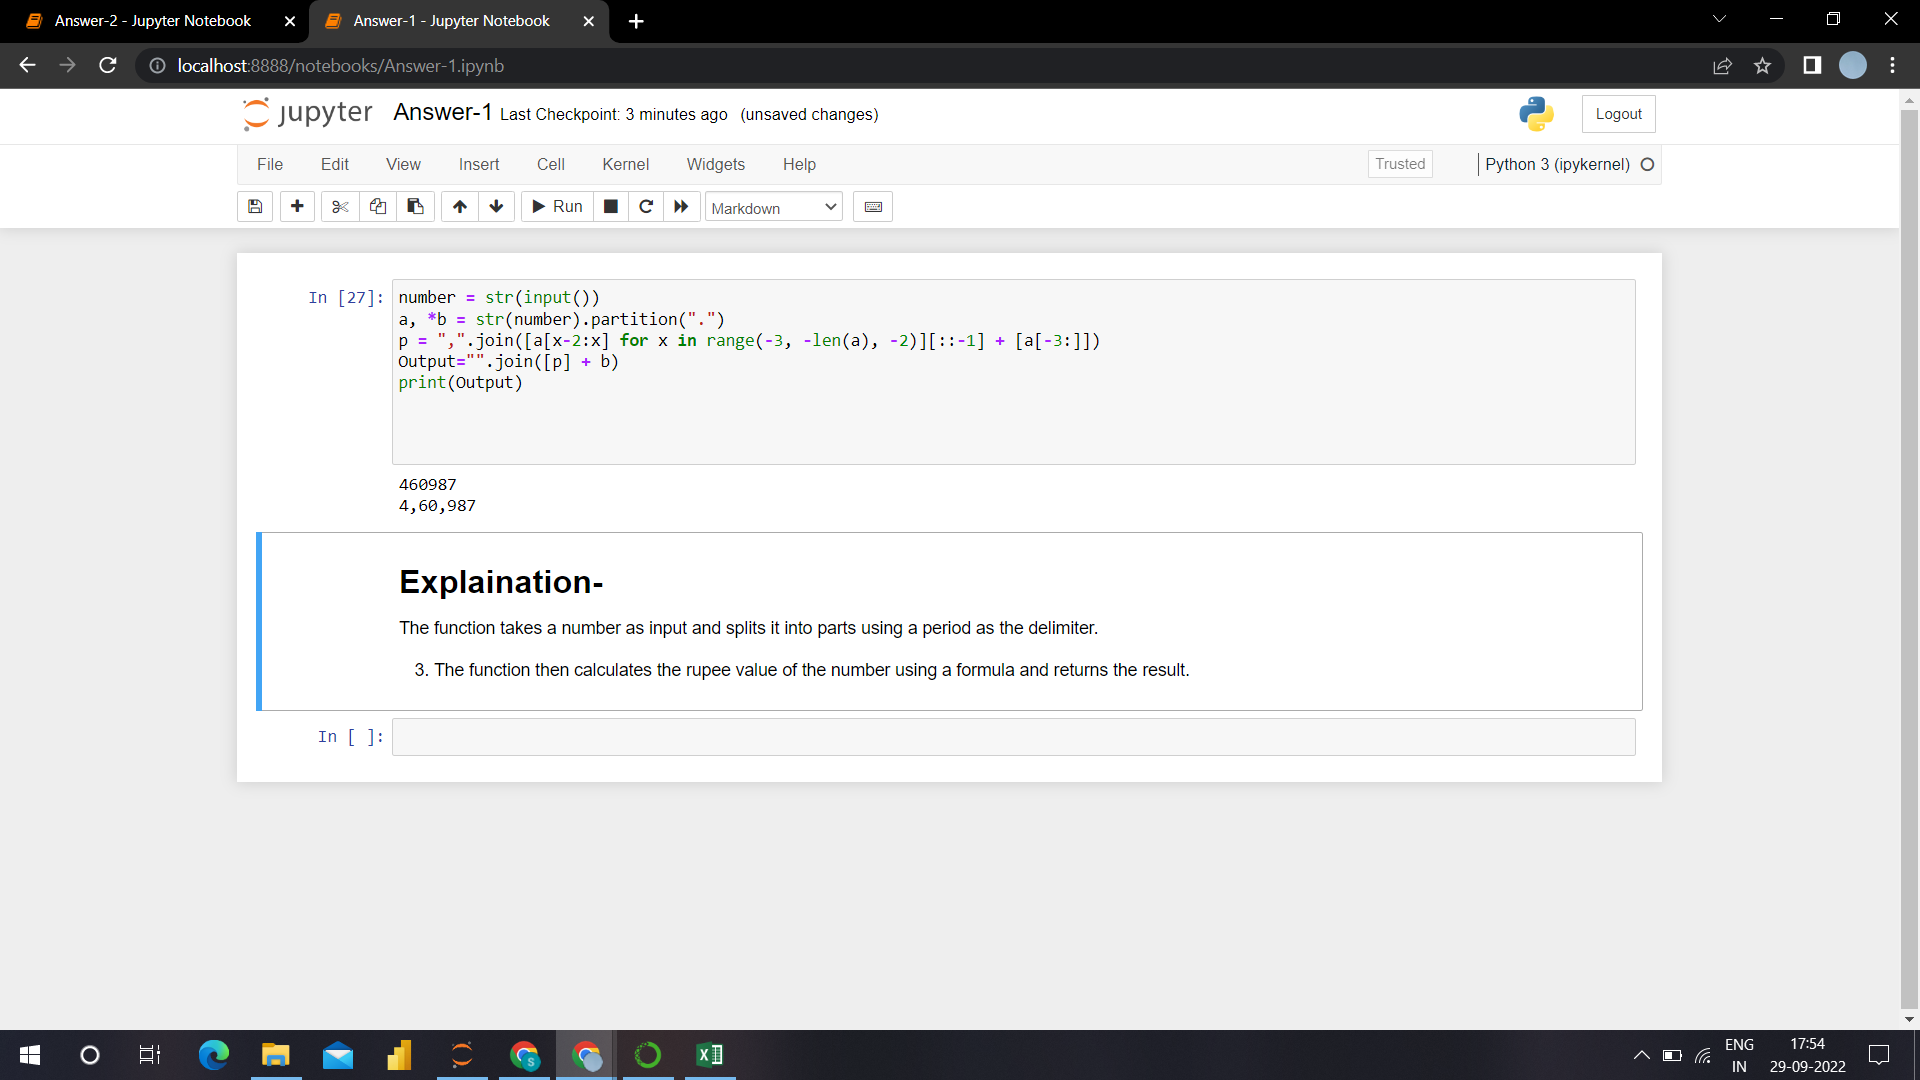 Answer-2 - Jupyter Notebook
Answer-1 - Jupyter Notebook
localhost:8888/notebooks/Answer-1.ipynb
jupyter Answer-1 Last Checkpoint: 3 minutes ago (unsaved changes)
Logout
File Edit View Insert Cell Kernel Widgets Help
Trusted
Python 3 (ipykernel)
Run
Markdown
In [27]: number = str(input())
a, *b = str(number).partition(".")
p = ",".join([a[x-2:x] for x in range(-3, -len(a), -2)][::-1] + [a[-3:]])
Output="".join([p] + b)
print(Output)
460987
4,60,987
Explaination-
The function takes a number as input and splits it into parts using a period as the delimiter.
3. The function then calculates the rupee value of the number using a formula and returns the result.
In [ ]:
S
ENG
IN
17:54
29-09-2022